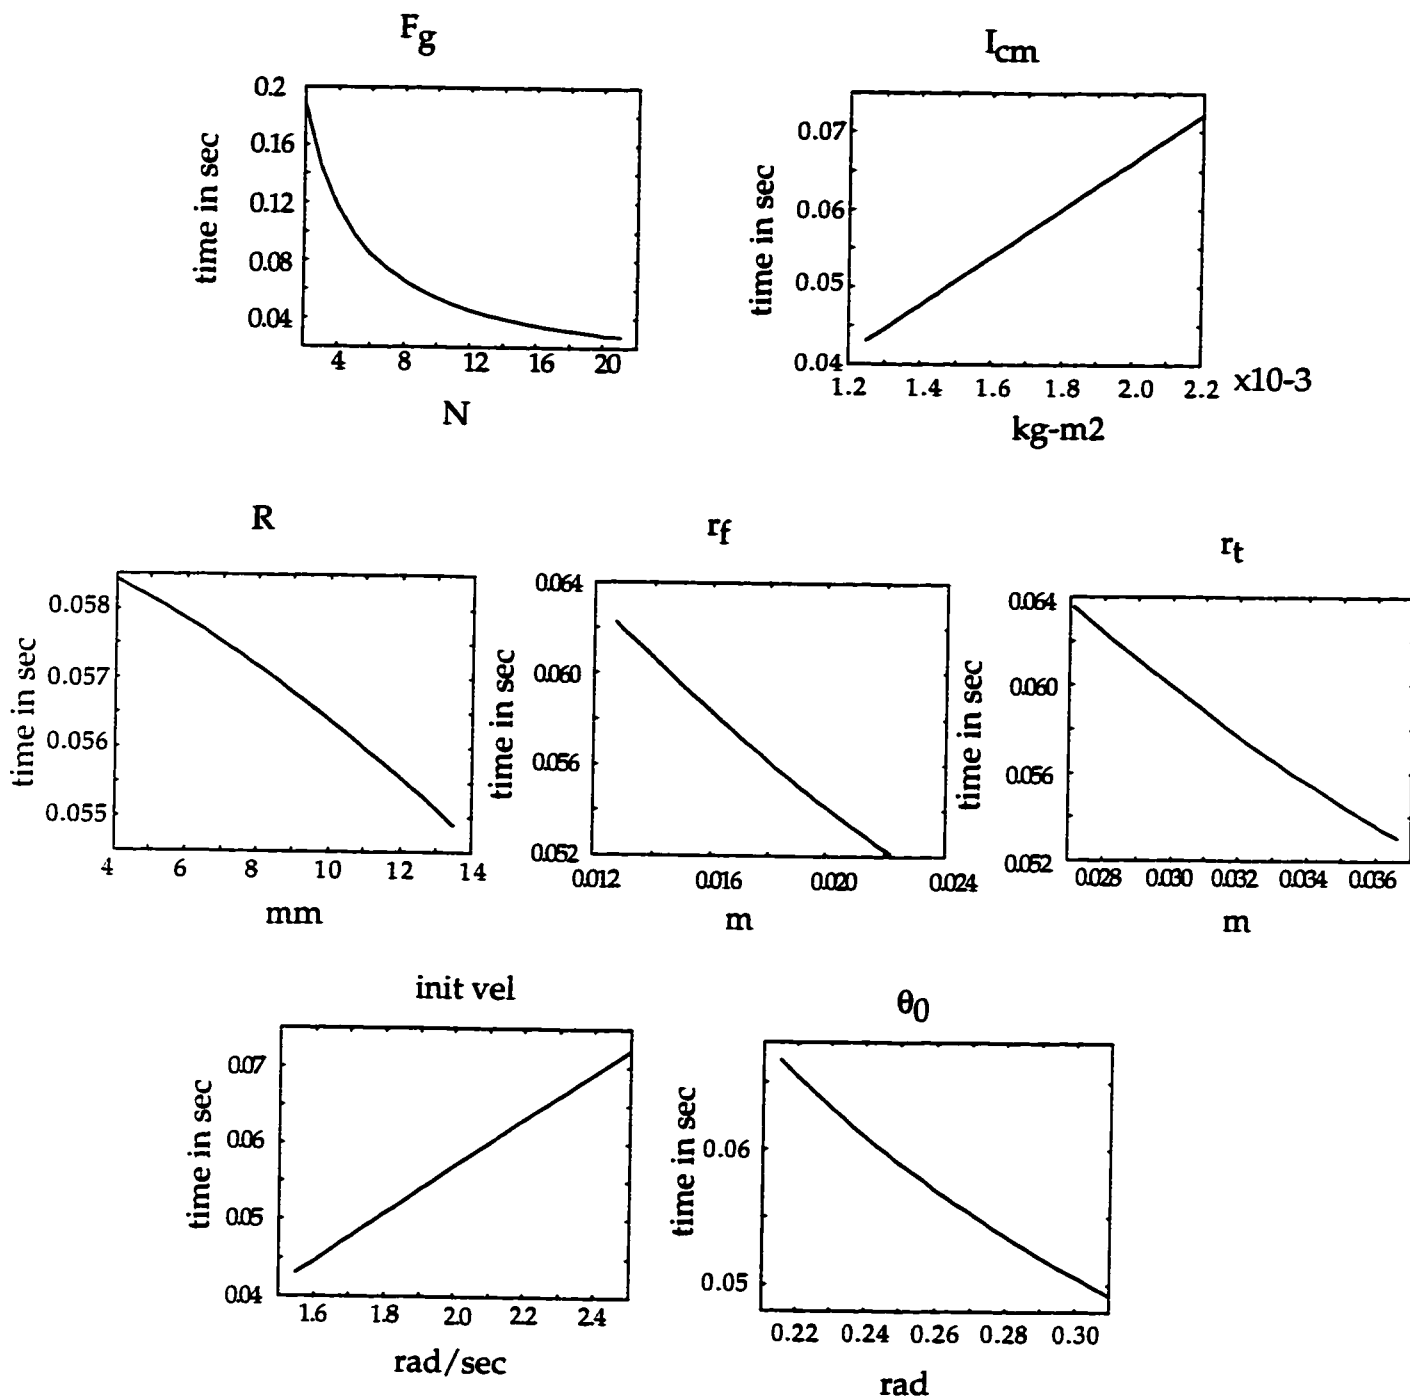 F_g
time in sec
0.2
0.16
0.12
0.08
0.04
4 8 12 16 20
N
I_cm
time in sec
0.07
0.06
0.05
0.04
1.2 1.4 1.6 1.8 2.0 2.2 x10-3
kg-m2
R
time in sec
0.058
0.057
0.056
0.055
4 6 8 10 12 14
mm
r_f
time in sec
0.064
0.060
0.056
0.052
0.012 0.016 0.020 0.024
m
r_t
time in sec
0.064
0.060
0.056
0.052
0.028 0.030 0.032 0.034 0.036
m
init vel
time in sec
0.07
0.06
0.05
0.04
1.6 1.8 2.0 2.2 2.4
rad/sec
θ_0
time in sec
0.06
0.05
0.22 0.24 0.26 0.28 0.30
rad